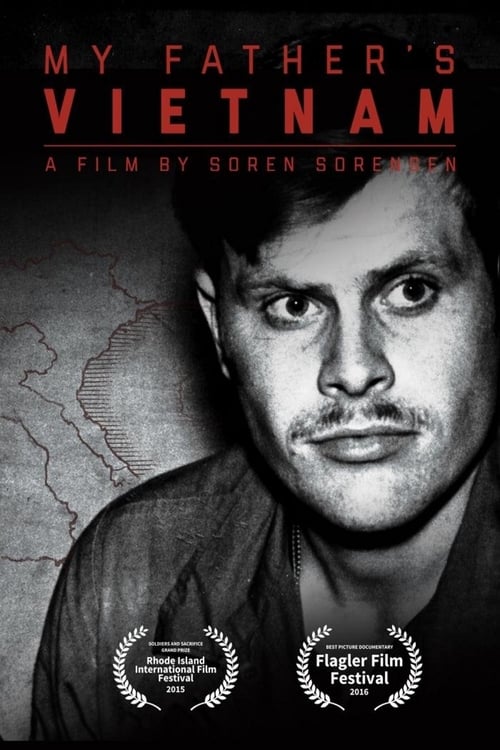 MY FATHER'S
VIETNAM
A FILM BY SOREN SORENSEN
SOLDIERS AND SACRIFICE
GRAND PRIZE
Rhode Island
International Film
Festival
2015
BEST PICTURE DOCUMENTARY
Flagler Film
Festival
2016